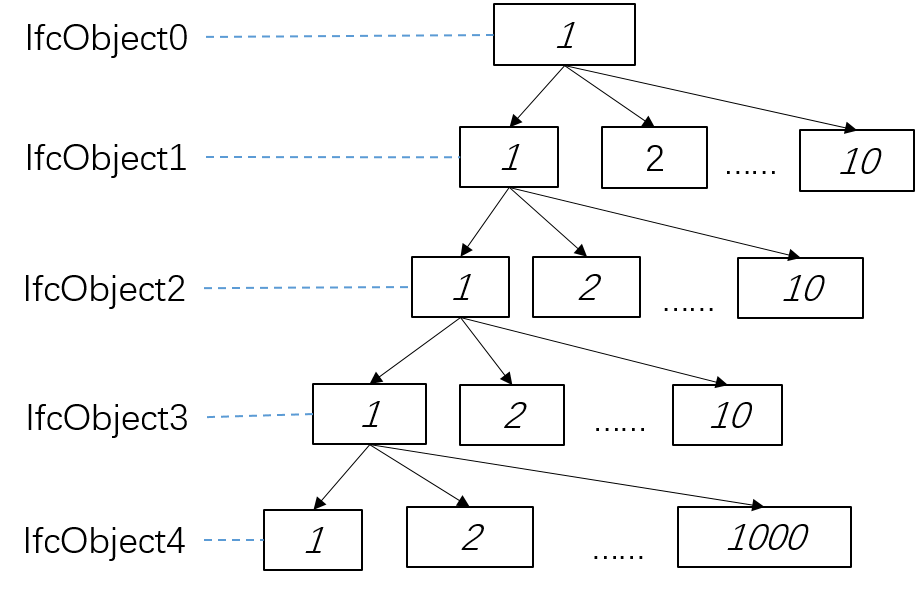 IfcObject0 1
IfcObject1 1 2 …… 10
IfcObject2 1 2 …… 10
IfcObject3 1 2 …… 10
IfcObject4 1 2 …… 1000